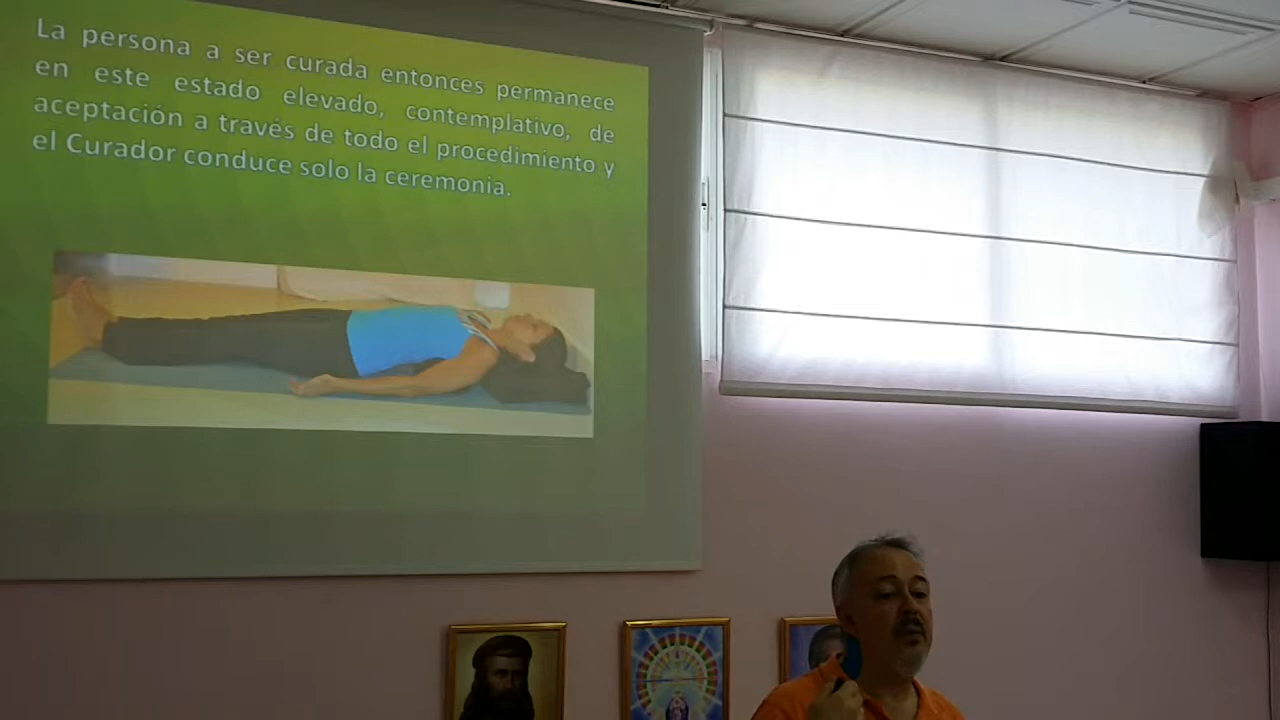 La persona a ser curada entonces permanece
en este estado elevado, contemplativo, de
aceptación a través de todo el procedimiento y
el Curador conduce solo la ceremonia.